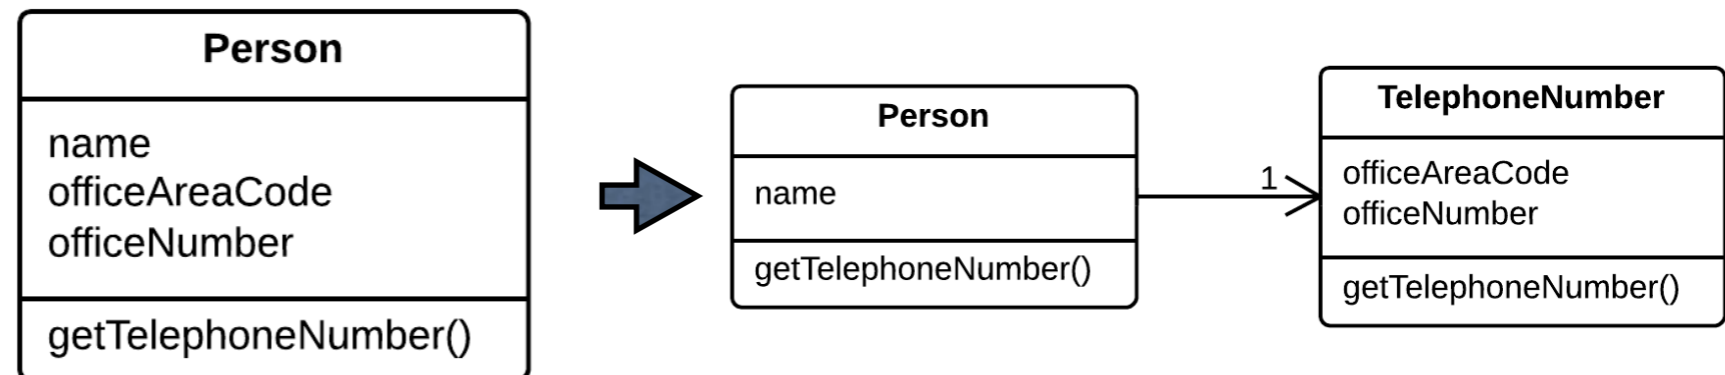 Person
name
officeAreaCode
officeNumber
getTelephoneNumber()
Person
name
getTelephoneNumber()
1
TelephoneNumber
officeAreaCode
officeNumber
getTelephoneNumber()